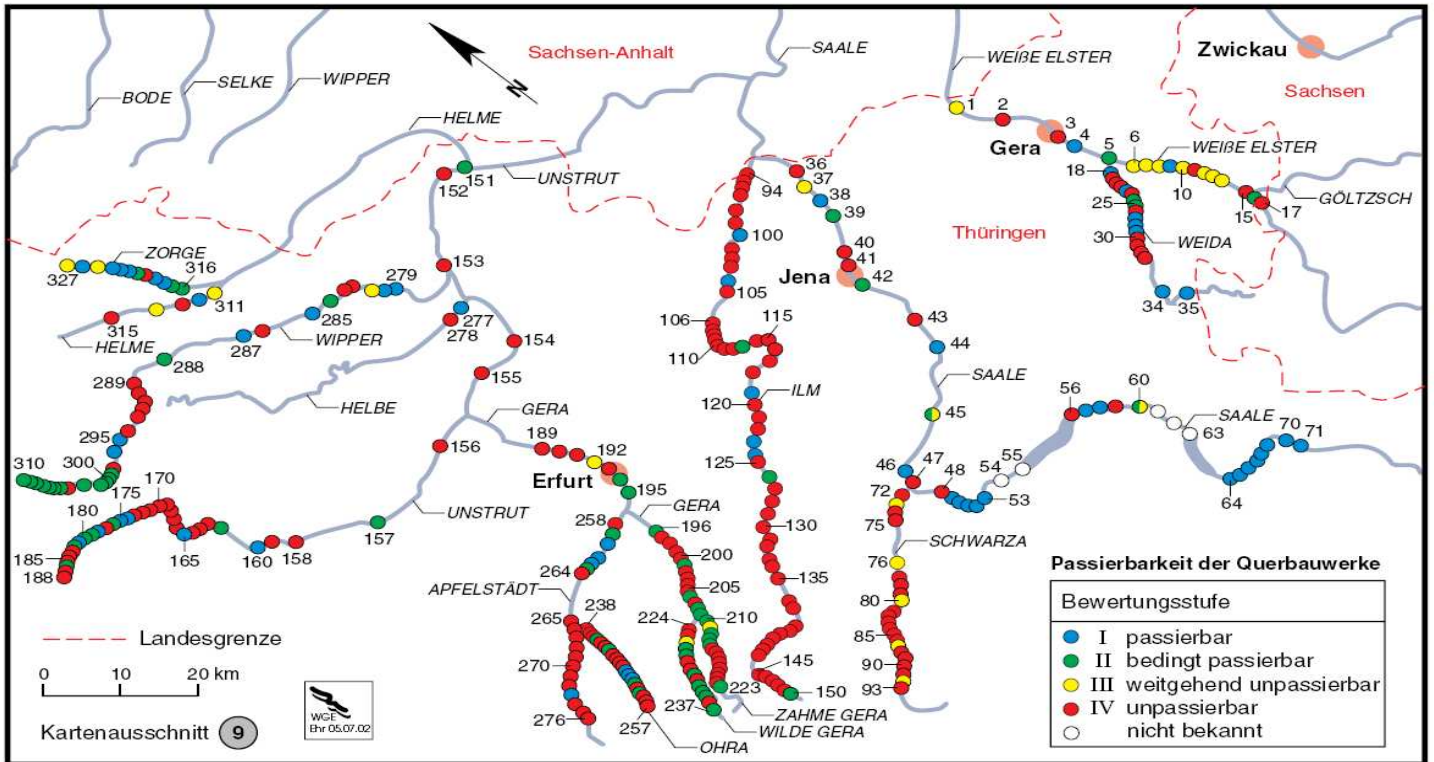 Sachsen-Anhalt
SAALE
WEIßE ELSTER
Zwickau
Sachsen
BODE
SELKE
WIPPER
HELME
N
1
2
3
4
Gera
5
6
WEIßE ELSTER
10
15
17
GÖLTZSCH
18
25
30
WEIDA
34
35
152
151
UNSTRUT
94
36
37
38
39
40
41
42
Jena
Thüringen
100
105
106
110
115
ZORGE
327
316
311
315
HELME
279
285
287
WIPPER
288
153
277
278
154
155
289
HELBE
GERA
156
295
300
310
43
44
SAALE
45
120
ILM
125
130
135
145
150
189
192
Erfurt
195
GERA
196
200
205
210
223
224
237
ZAHME GERA
WILDE GERA
258
264
APFELSTÄDT
265
238
270
276
257
OHRA
170
175
180
185
188
165
160
158
157
UNSTRUT
46
47
48
53
54
55
56
60
SAALE
63
64
70
71
72
75
SCHWARZA
76
80
85
90
93
Landesgrenze
0 10 20 km
Kartenausschnitt 9
WGE
Ehr 05.07.02
Passierbarkeit der Querbauwerke
Bewertungsstufe
I passierbar
II bedingt passierbar
III weitgehend unpassierbar
IV unpassierbar
nicht bekannt